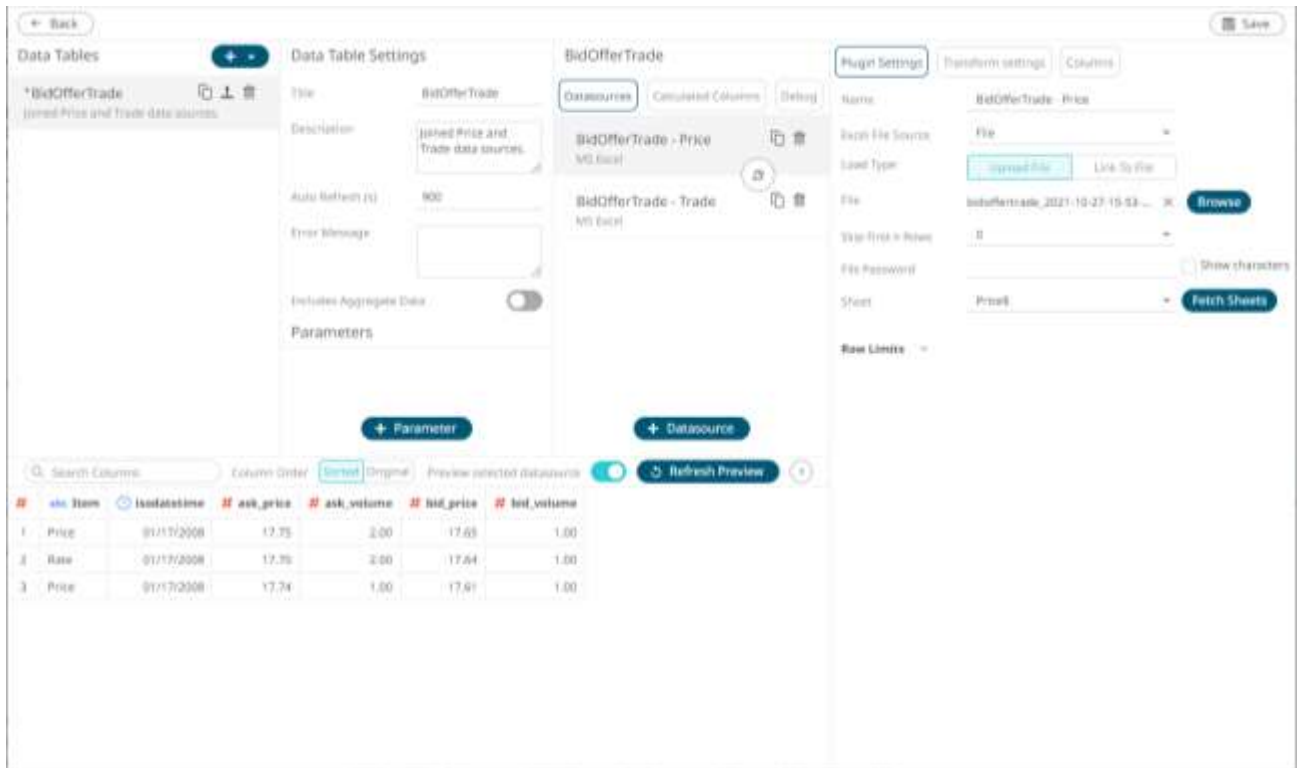 ← Back
Save
Data Tables
*BidOfferTrade
Joined Price and Trade data sources.
Data Table Settings
Title BidOfferTrade
Description Joined Price and
Trade data sources.
Auto Refresh (s) 900
Error Message
Includes Aggregate Data
Parameters
+ Parameter
BidOfferTrade
Datasources Calculated Columns Debug
BidOfferTrade - Price
MS Excel
BidOfferTrade - Trade
MS Excel
+ Datasource
Plugin Settings Transform settings Columns
Name BidOfferTrade - Price
Excel File Source File
Load Type Upload File Link To File
File bidoffertrade_2021-10-27-15-53-... × Browse
Skip First n Rows 0
File Password Show characters
Sheet Fetch Sheets
Row Limits
Search Columns Column Order Sorted Original Preview selected datasource Refresh Preview
# abc Item isodatetime # ask_price # ask_volume # bid_price # bid_volume
1 Price 01/17/2008 17.75 2.00 17.65 1.00
2 Rate 01/17/2008 2.00 17.64 1.00
3 Price 01/17/2008 17.74 1.00 17.61 1.00